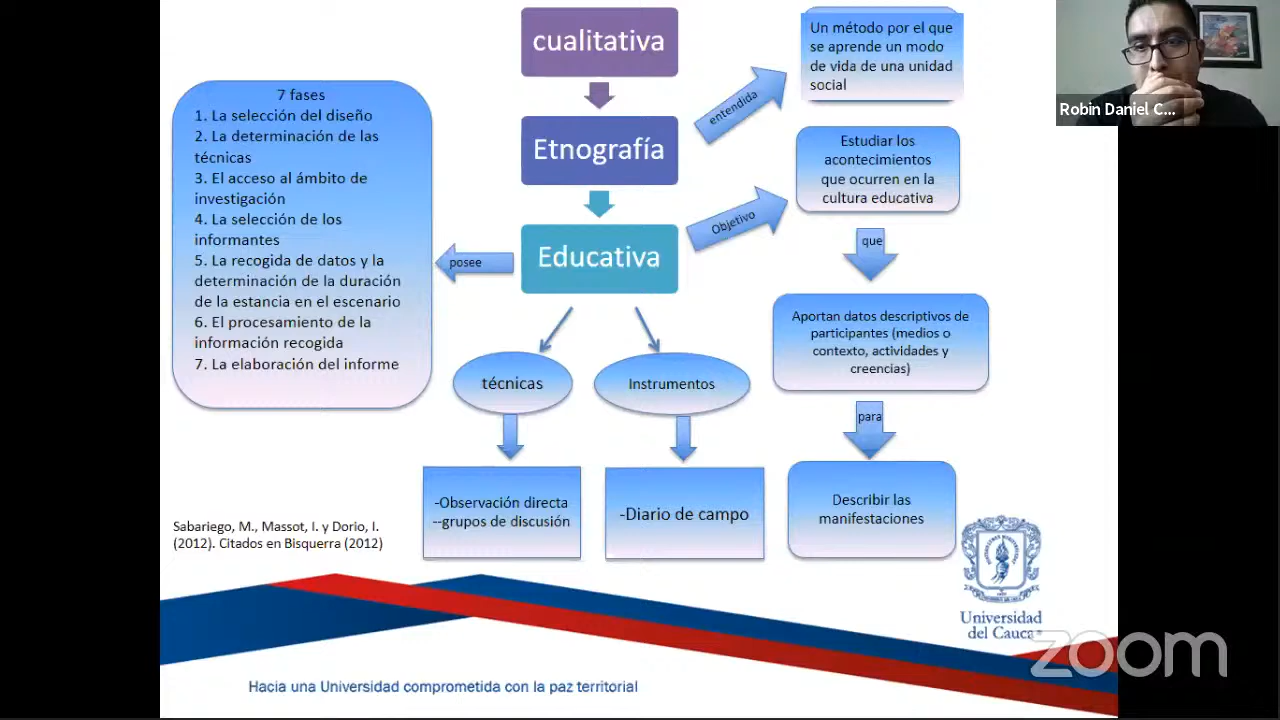 cualitativa
Etnografía
Educativa
entendida
Un método por el que
se aprende un modo
de vida de una unidad
social
Objetivo
Estudiar los
acontecimientos
que ocurren en la
cultura educativa
que
Aportan datos descriptivos de
participantes (medios o
contexto, actividades y
creencias)
para
Describir las
manifestaciones
posee
7 fases
1. La selección del diseño
2. La determinación de las
técnicas
3. El acceso al ámbito de
investigación
4. La selección de los
informantes
5. La recogida de datos y la
determinación de la duración
de la estancia en el escenario
6. El procesamiento de la
información recogida
7. La elaboración del informe
técnicas
-Observación directa
--grupos de discusión
Instrumentos
-Diario de campo
Sabariego, M., Massot, I. y Dorio, I.
(2012). Citados en Bisquerra (2012)
Universidad
del Cauca
Hacia una Universidad comprometida con la paz territorial
Robin Daniel C...
zoom